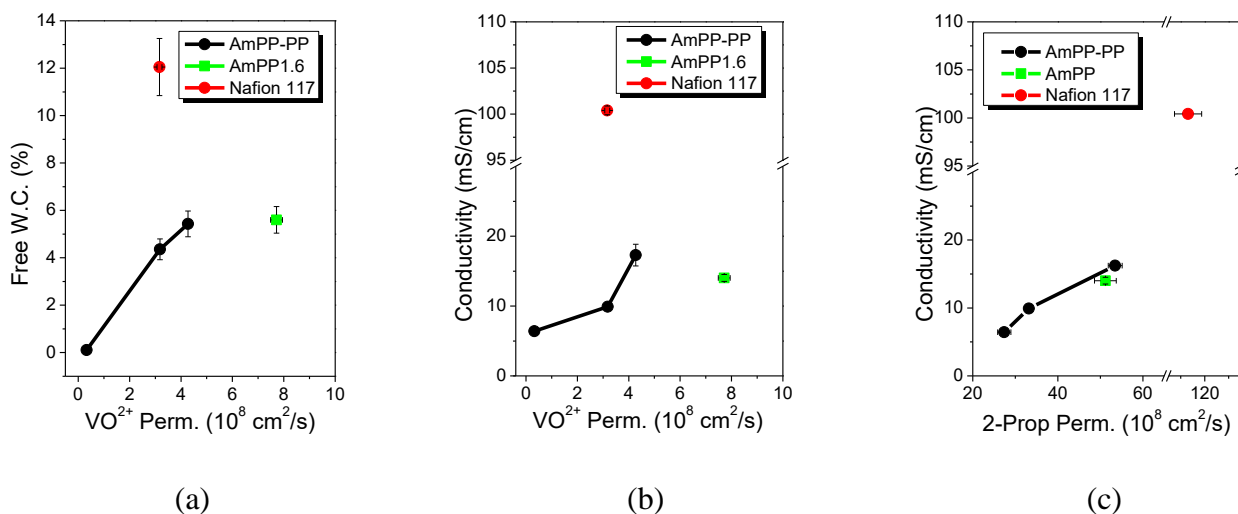 14
12
10
8
6
4
2
0
Free W.C. (%)
AmPP-PP
AmPP1.6
Nafion 117
0 2 4 6 8 10
VO²⁺ Perm. (10⁸ cm²/s)
(a)
110
105
100
95
20
10
0
Conductivity (mS/cm)
AmPP-PP
AmPP1.6
Nafion 117
0 2 4 6 8 10
VO²⁺ Perm. (10⁸ cm²/s)
(b)
110
105
100
95
20
10
0
Conductivity (mS/cm)
AmPP-PP
AmPP
Nafion 117
20 40 60 120
2-Prop Perm. (10⁸ cm²/s)
(c)